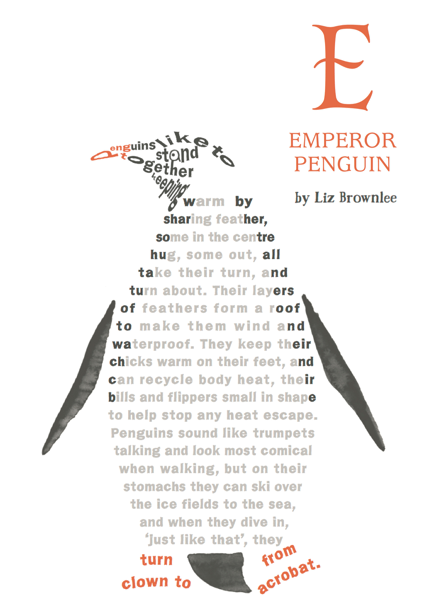 E
EMPEROR
PENGUIN
by Liz Brownlee
Penguins like to
stand
together
keeping
warm by
sharing feather,
some in the centre
hug, some out, all
take their turn, and
turn about. Their layers
of feathers form a roof
to make them wind and
waterproof. They keep their
chicks warm on their feet, and
can recycle body heat, their
bills and flippers small in shape
to help stop any heat escape.
Penguins sound like trumpets
talking and look most comical
when walking, but on their
stomachs they can ski over
the ice fields to the sea,
and when they dive in,
‘just like that’, they
turn from
clown to acrobat.